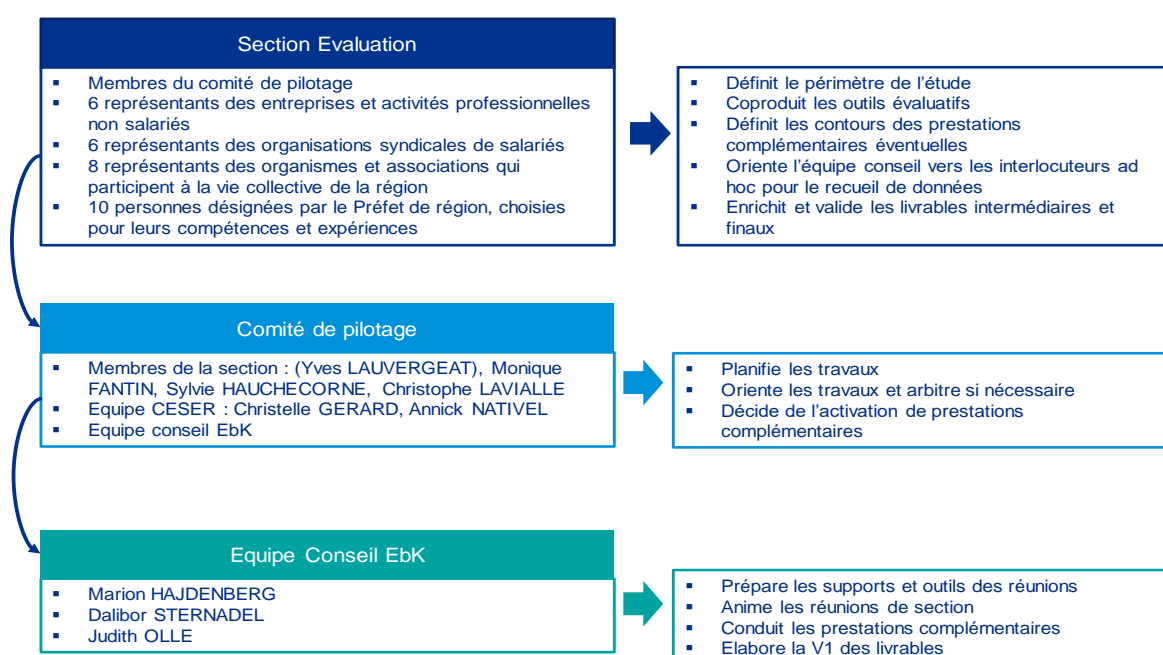 Section Evaluation
▪ Membres du comité de pilotage
▪ 6 représentants des entreprises et activités professionnelles
non salariés
▪ 6 représentants des organisations syndicales de salariés
▪ 8 représentants des organismes et associations qui
participent à la vie collective de la région
▪ 10 personnes désignées par le Préfet de région, choisies
pour leurs compétences et expériences
▪ Définit le périmètre de l’étude
▪ Coproduit les outils évaluatifs
▪ Définit les contours des prestations
complémentaires éventuelles
▪ Oriente l’équipe conseil vers les interlocuteurs ad
hoc pour le recueil de données
▪ Enrichit et valide les livrables intermédiaires et
finaux
Comité de pilotage
▪ Membres de la section : (Yves LAUVERGEAT), Monique
FANTIN, Sylvie HAUCHECORNE, Christophe LAVIALLE
▪ Equipe CESER : Christelle GERARD, Annick NATIVEL
▪ Equipe conseil EbK
▪ Planifie les travaux
▪ Oriente les travaux et arbitre si nécessaire
▪ Décide de l’activation de prestations
complémentaires
Equipe Conseil EbK
▪ Marion HAJDENBERG
▪ Dalibor STERNADEL
▪ Judith OLLE
▪ Prépare les supports et outils des réunions
▪ Anime les réunions de section
▪ Conduit les prestations complémentaires
▪ Elabore la V1 des livrables